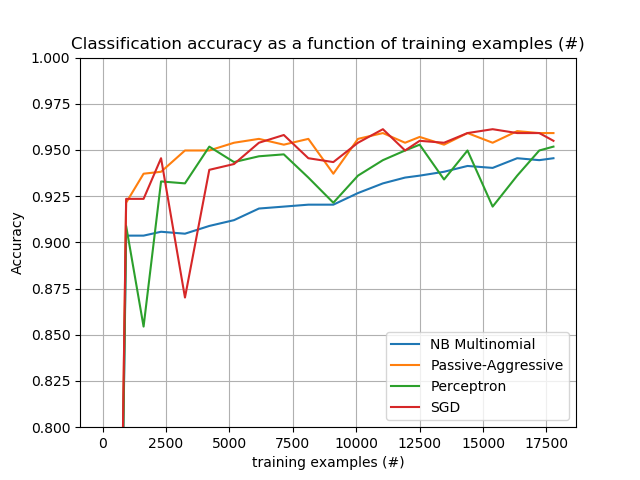 Classification accuracy as a function of training examples (#)
1.000
0.975
0.950
0.925
0.900
0.875
0.850
0.825
0.800
Accuracy
NB Multinomial
Passive-Aggressive
Perceptron
SGD
0 2500 5000 7500 10000 12500 15000 17500
training examples (#)